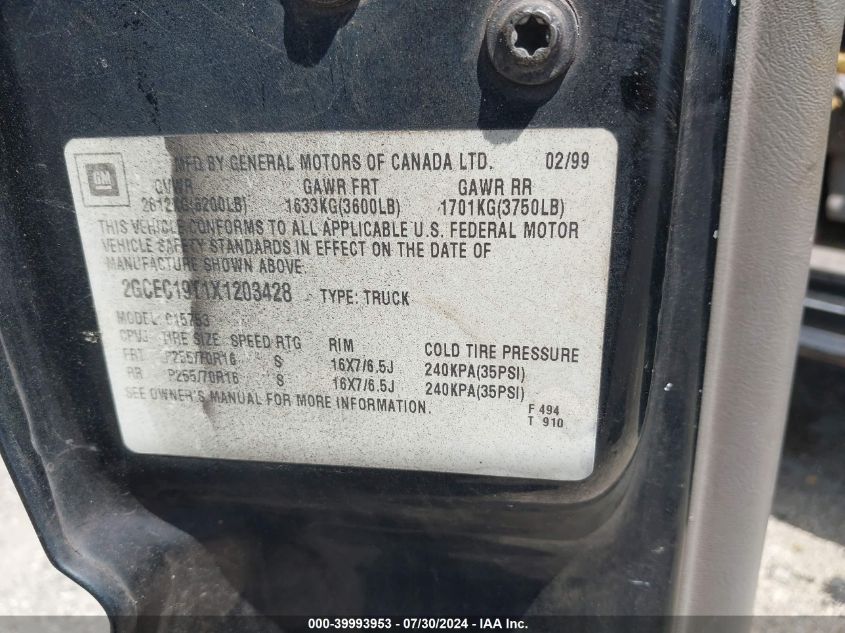 GM
MFD BY GENERAL MOTORS OF CANADA LTD. 02/99
GVWR GAWR FRT GAWR RR
2812KG(6200LB) 1633KG(3600LB) 1701KG(3750LB)
THIS VEHICLE CONFORMS TO ALL APPLICABLE U.S. FEDERAL MOTOR
VEHICLE SAFETY STANDARDS IN EFFECT ON THE DATE OF
MANUFACTURE SHOWN ABOVE.
2GCEC19T1X1203428 TYPE: TRUCK
MODEL C15753
CPVJ TIRE SIZE SPEED RTG RIM COLD TIRE PRESSURE
FRT P255/70R16 S 16X7/6.5J 240KPA(35PSI)
RR P255/70R16 S 16X7/6.5J 240KPA(35PSI)
SEE OWNER'S MANUAL FOR MORE INFORMATION.
F 494
T 910
000-39993953 / 07/30/2024 - IAA Inc.